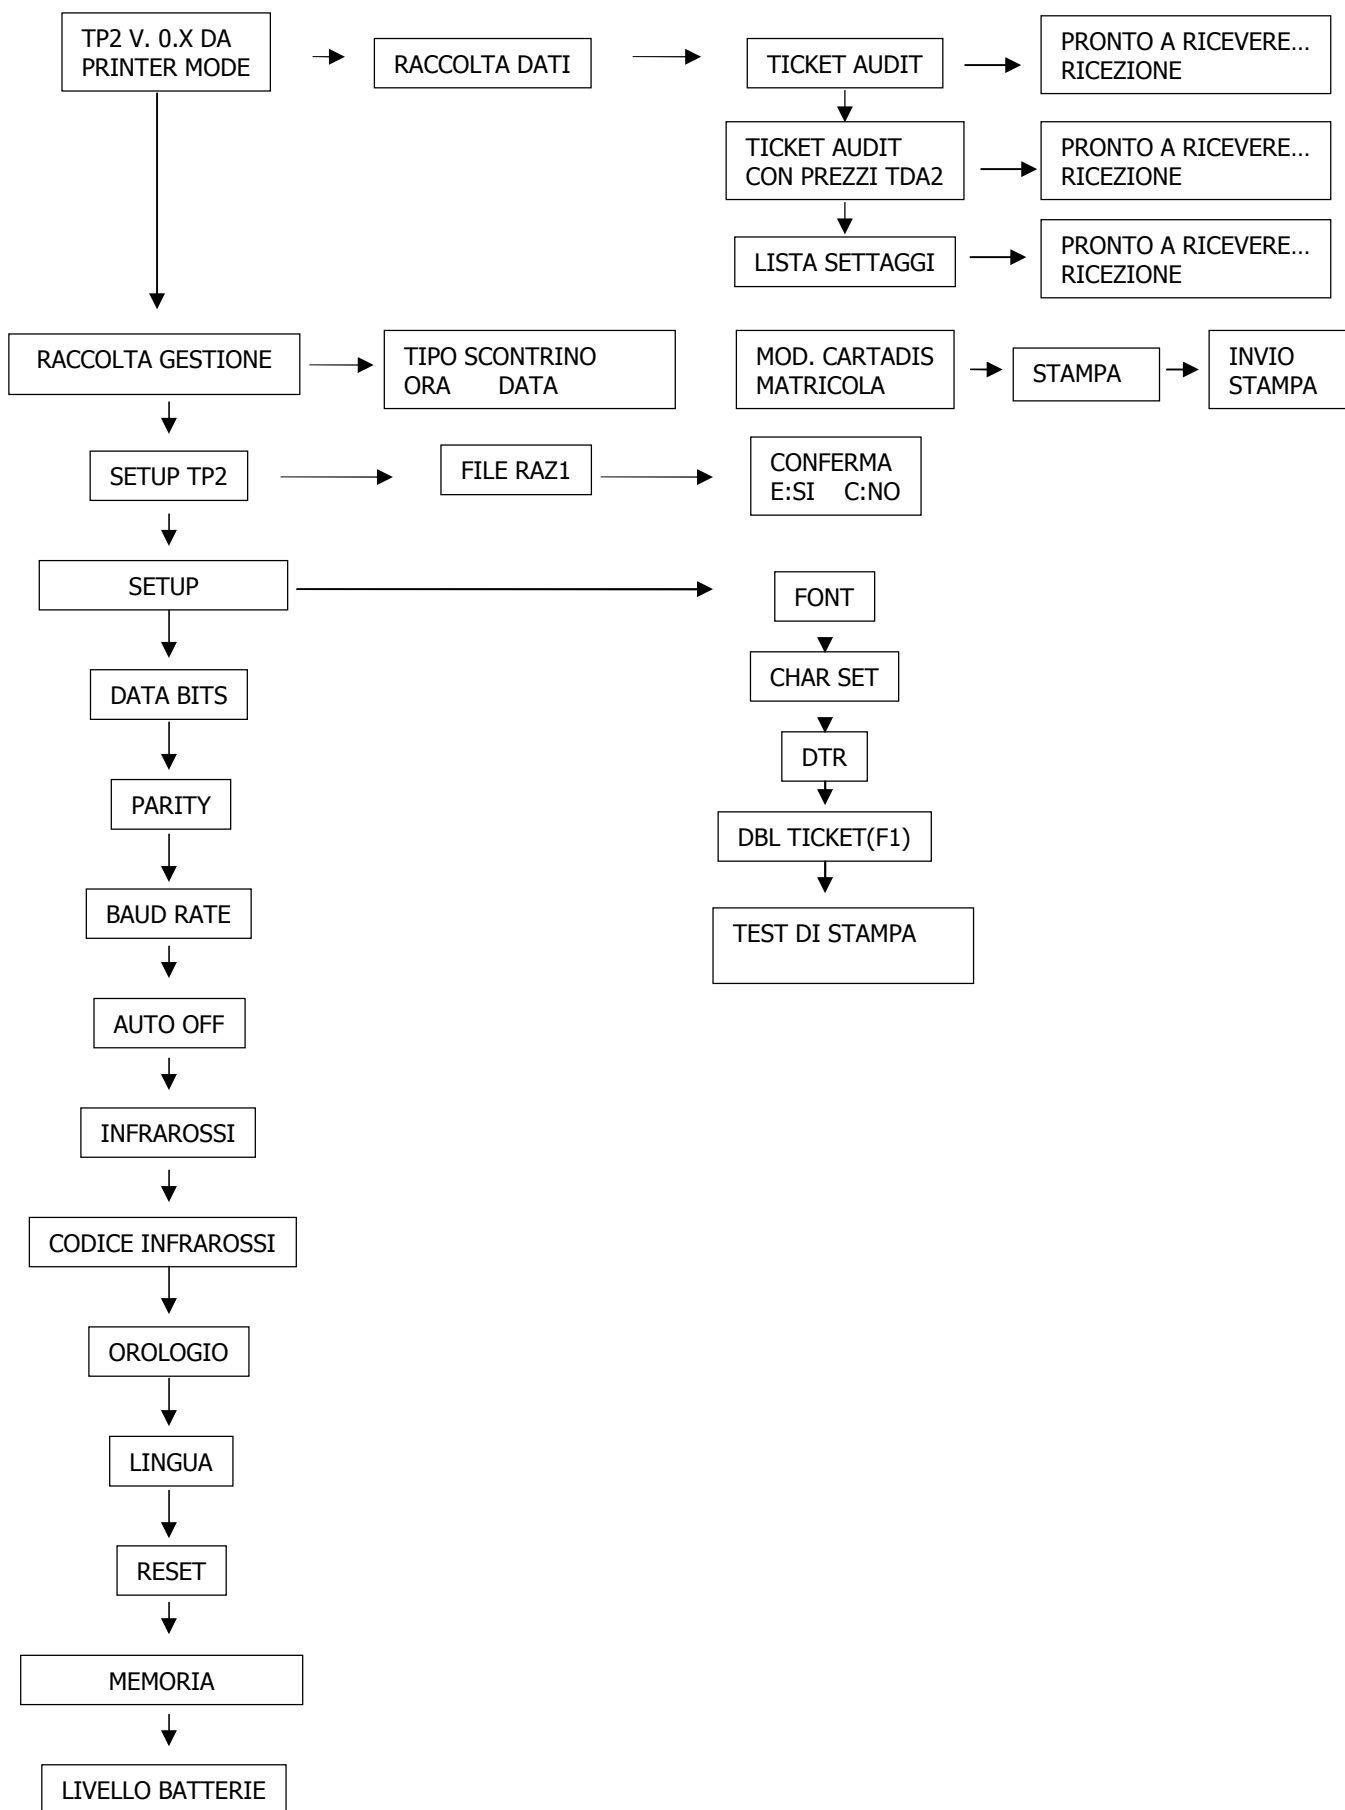 TP2 V. 0.X DA
PRINTER MODE
RACCOLTA DATI
TICKET AUDIT
PRONTO A RICEVERE...
RICEZIONE
TICKET AUDIT
CON PREZZI TDA2
PRONTO A RICEVERE...
RICEZIONE
LISTA SETTAGGI
PRONTO A RICEVERE...
RICEZIONE
RACCOLTA GESTIONE
TIPO SCONTRINO
ORA DATA
MOD. CARTADIS
MATRICOLA
STAMPA
INVIO
STAMPA
SETUP TP2
FILE RAZ1
CONFERMA
E:SI C:NO
SETUP
FONT
CHAR SET
DTR
DBL TICKET(F1)
TEST DI STAMPA
DATA BITS
PARITY
BAUD RATE
AUTO OFF
INFRAROSSI
CODICE INFRAROSSI
OROLOGIO
LINGUA
RESET
MEMORIA
LIVELLO BATTERIE